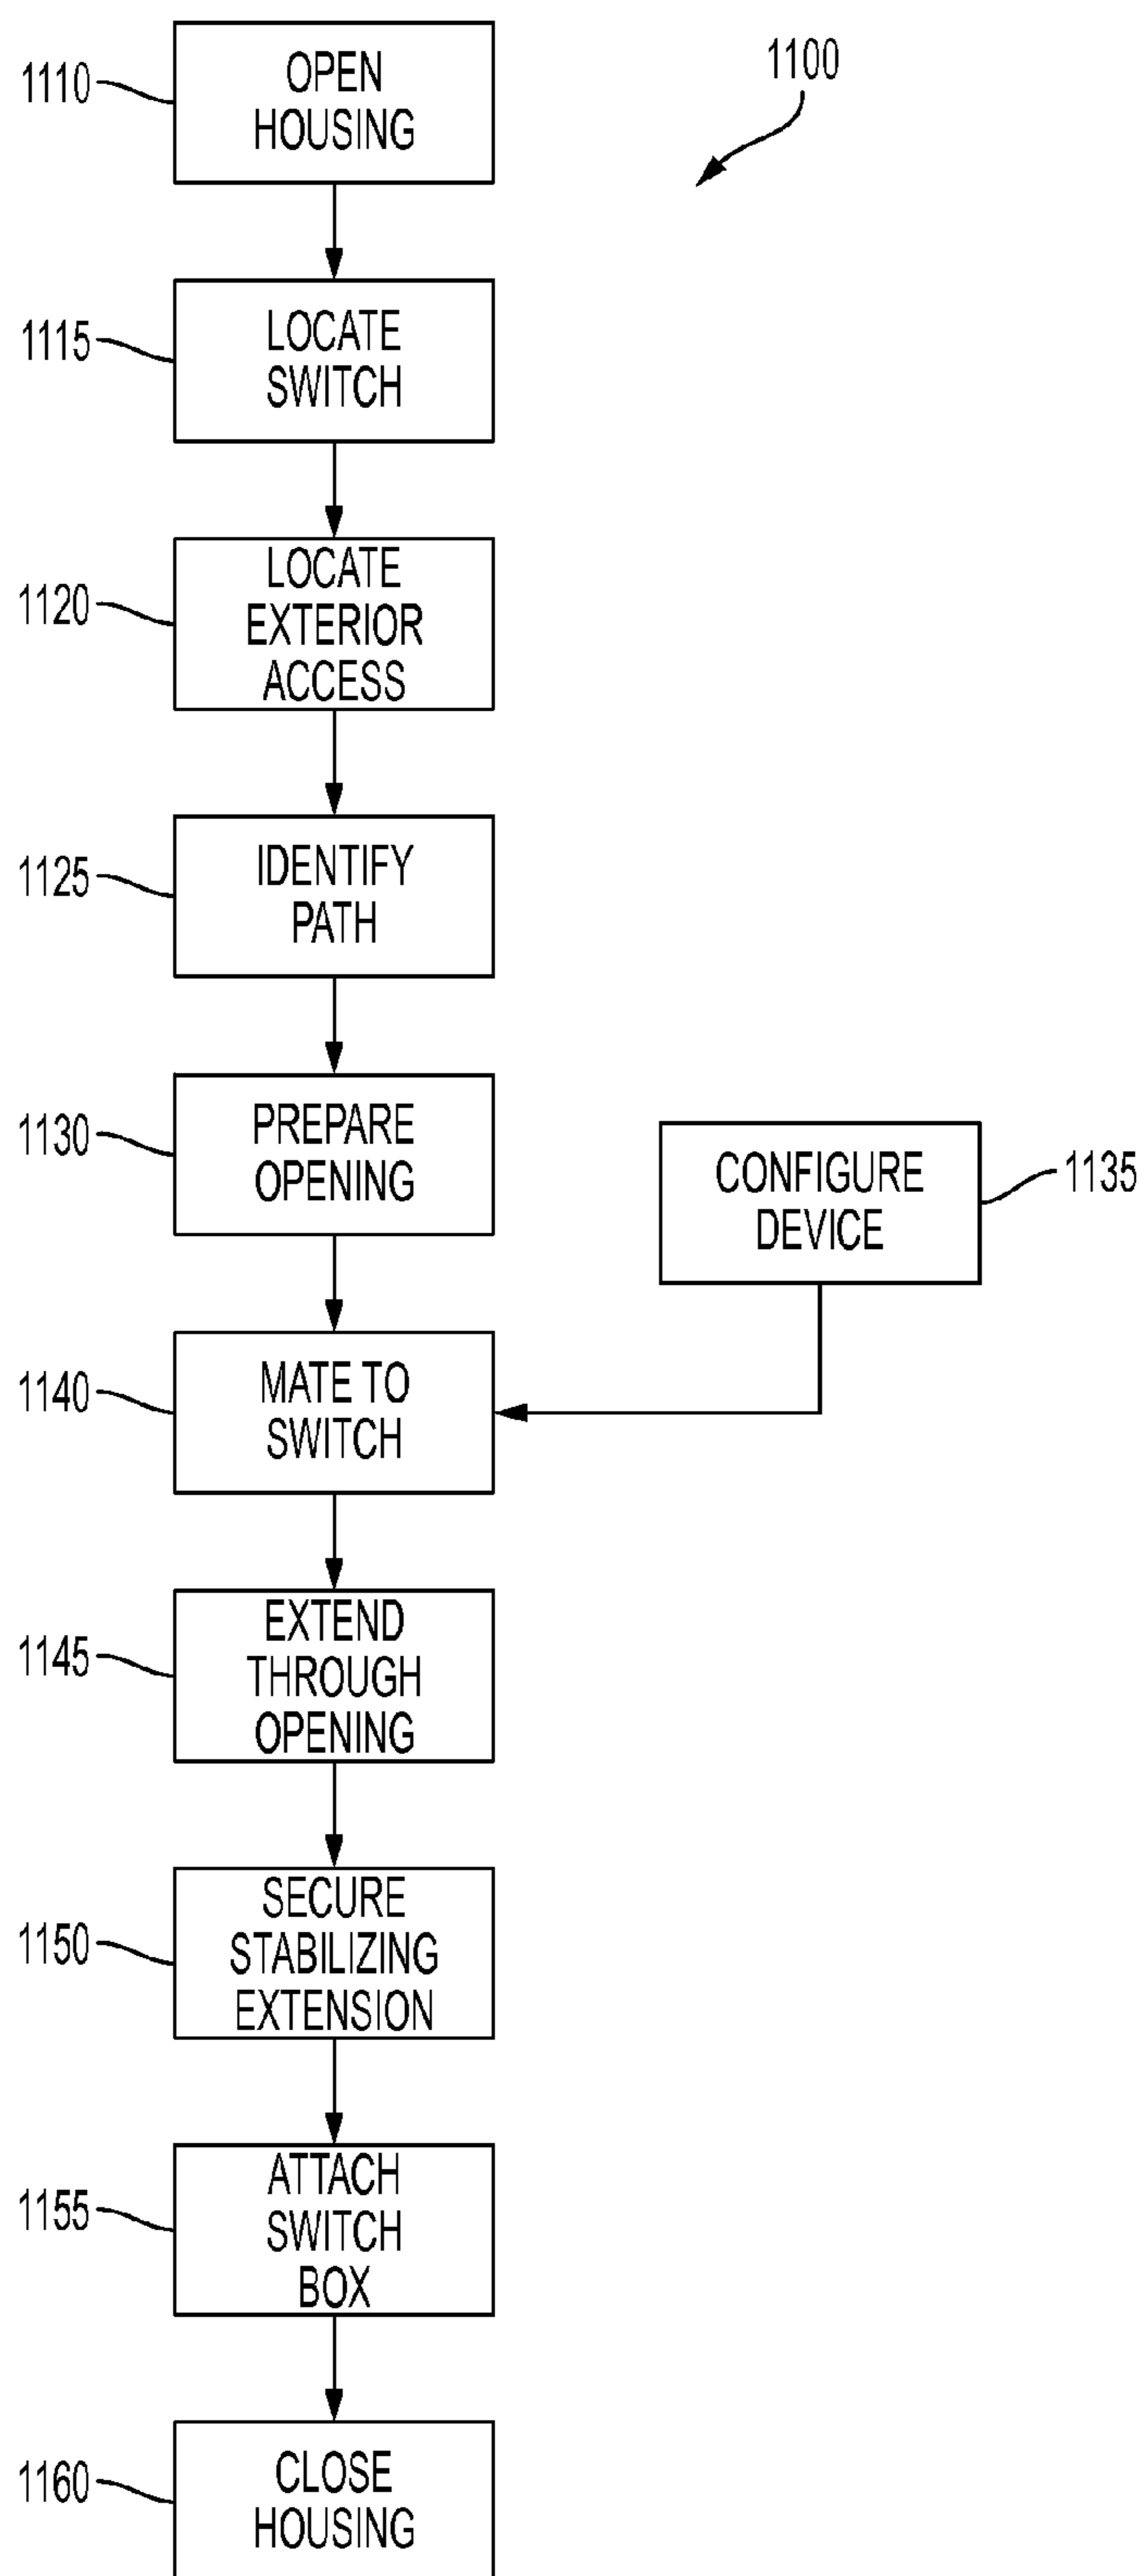 1100
1110
OPEN
HOUSING
1115
LOCATE
SWITCH
1120
LOCATE
EXTERIOR
ACCESS
1125
IDENTIFY
PATH
1130
PREPARE
OPENING
1135
CONFIGURE
DEVICE
1140
MATE TO
SWITCH
1145
EXTEND
THROUGH
OPENING
1150
SECURE
STABILIZING
EXTENSION
1155
ATTACH
SWITCH
BOX
1160
CLOSE
HOUSING